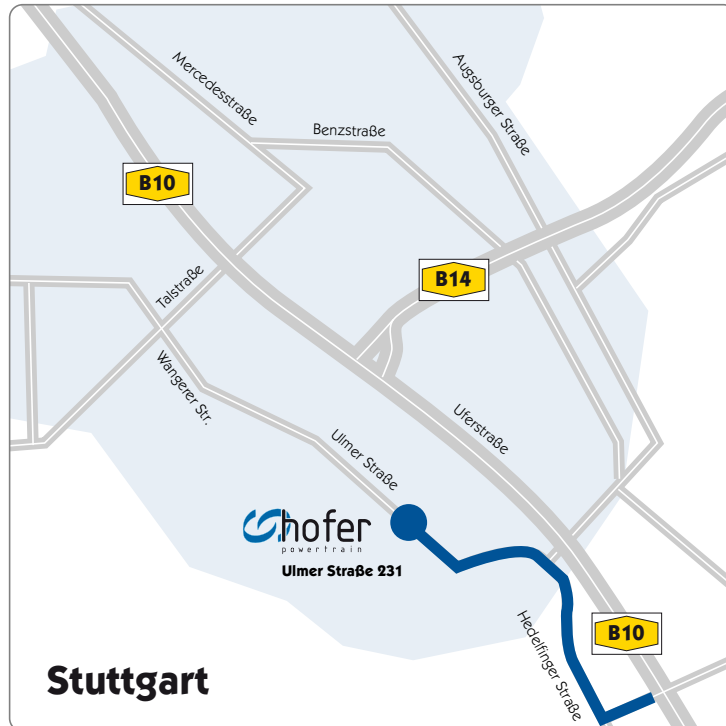 Mercedesstraße
Augsburger Straße
Benzstraße
B10
B14
Talstraße
Wangerer Str.
Uferstraße
Ulmer Straße
hofer
powertrain
Ulmer Straße 231
Hedelfinger Straße
B10
Stuttgart